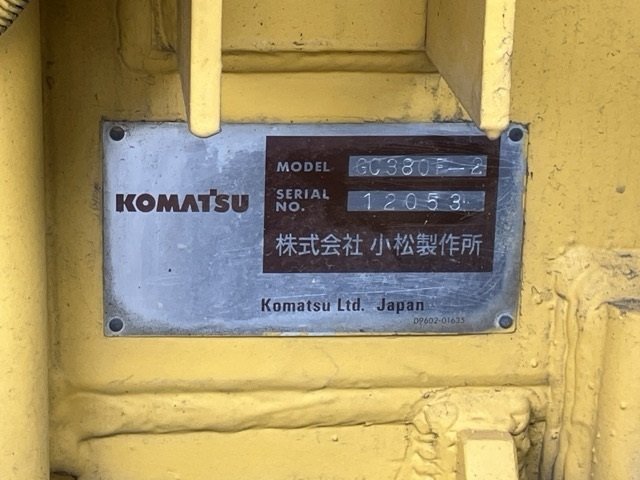 KOMATSU
MODEL GC380F-2
SERIAL NO. 12053
株式会社 小松製作所
Komatsu Ltd. Japan
D9602-01635